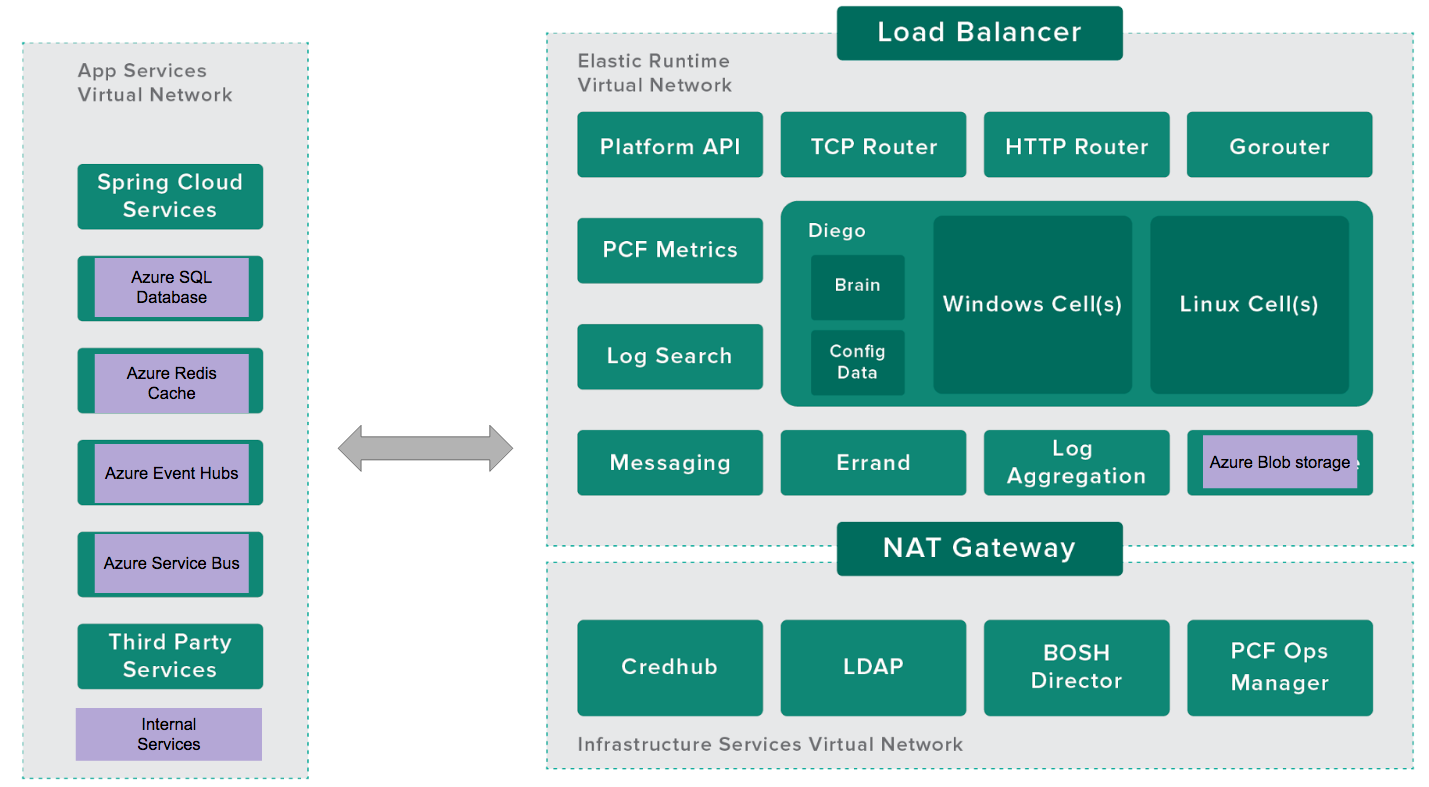 Load Balancer
App Services
Virtual Network
Spring Cloud
Services
Azure SQL
Database
Azure Redis
Cache
Azure Event Hubs
Azure Service Bus
Third Party
Services
Internal
Services
Elastic Runtime
Virtual Network
Platform API
TCP Router
HTTP Router
Gorouter
PCF Metrics
Log Search
Diego
Brain
Config
Data
Windows Cell(s)
Linux Cell(s)
Messaging
Errand
Log
Aggregation
Azure Blob storage
NAT Gateway
Credhub
LDAP
BOSH
Director
PCF Ops
Manager
Infrastructure Services Virtual Network